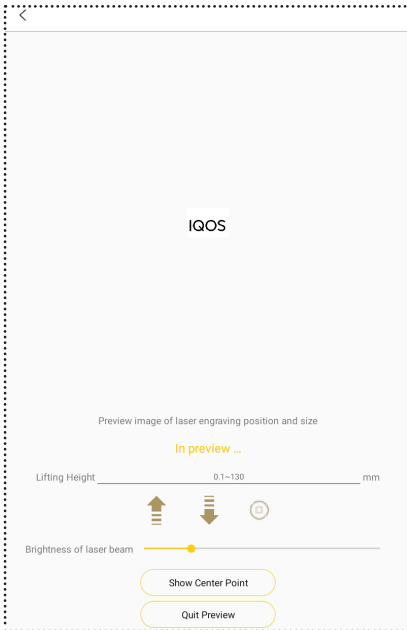 IQOS
Preview image of laser engraving position and size
In preview ...
Lifting Height 0.1~130 mm
Brightness of laser beam
Show Center Point
Quit Preview